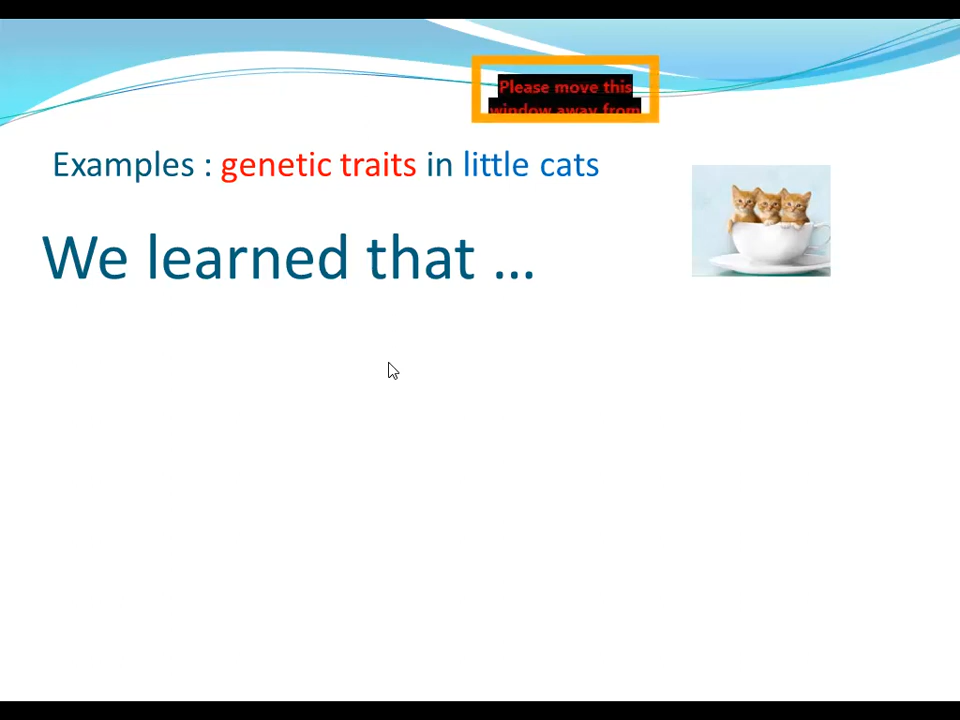 Please move this
window away from
Examples : genetic traits in little cats
We learned that ...